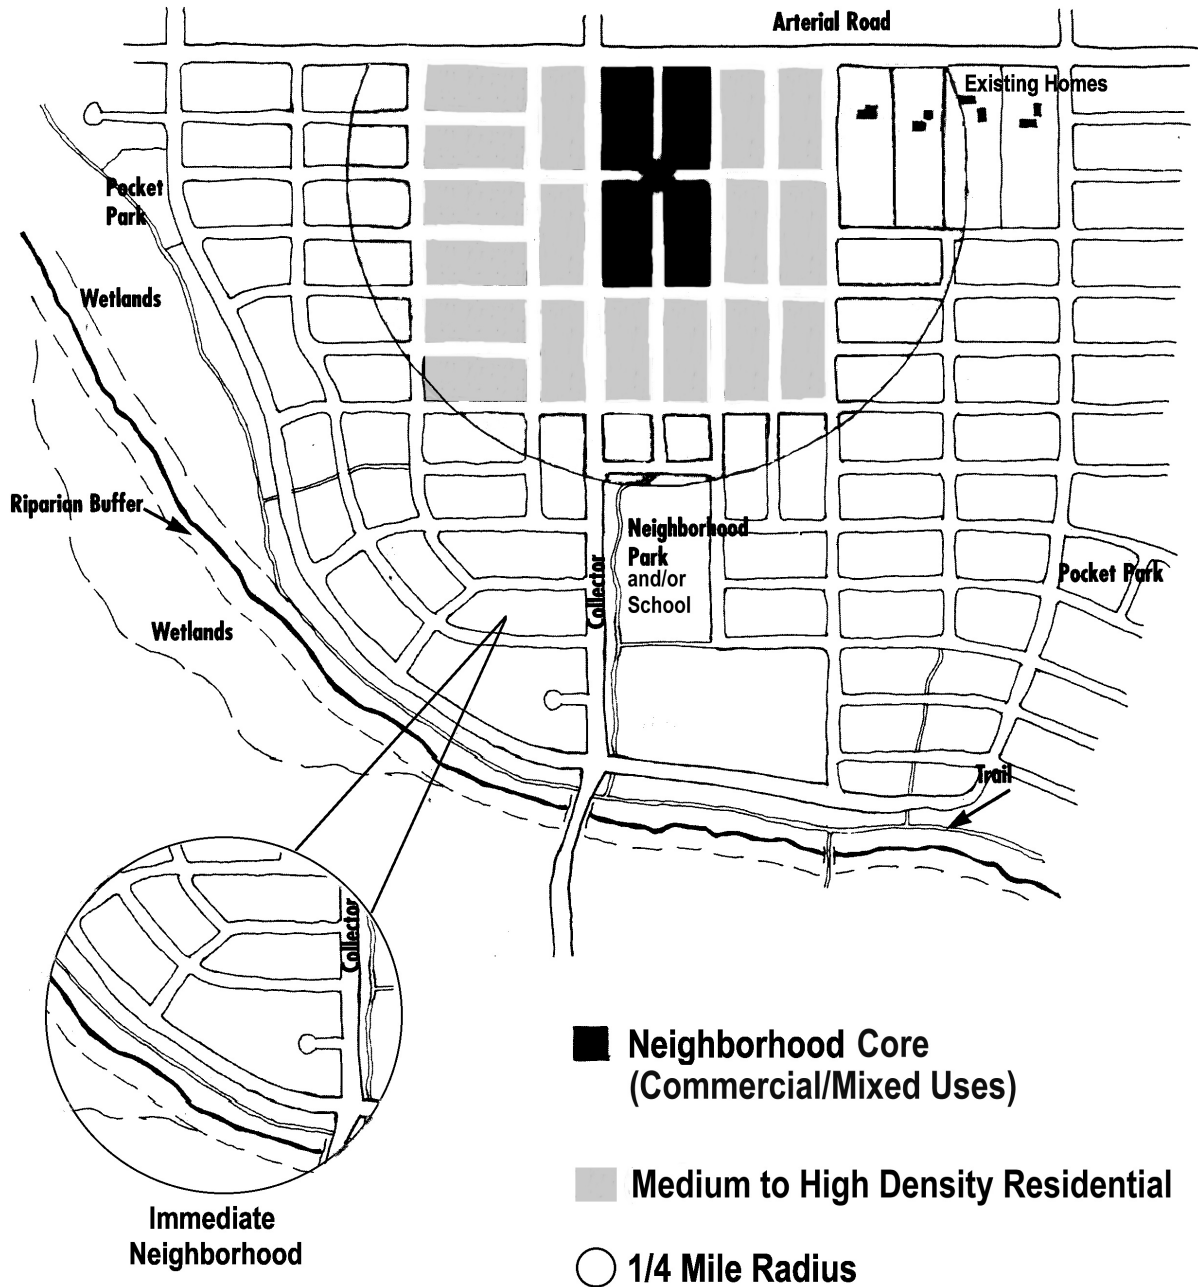 Arterial Road
Existing Homes
Pocket
Park
Wetlands
Riparian Buffer
Neighborhood
Park
and/or
School
Collector
Pocket Park
Wetlands
Trail
Collector
Neighborhood Core
(Commercial/Mixed Uses)
Medium to High Density Residential
Immediate
Neighborhood
1/4 Mile Radius